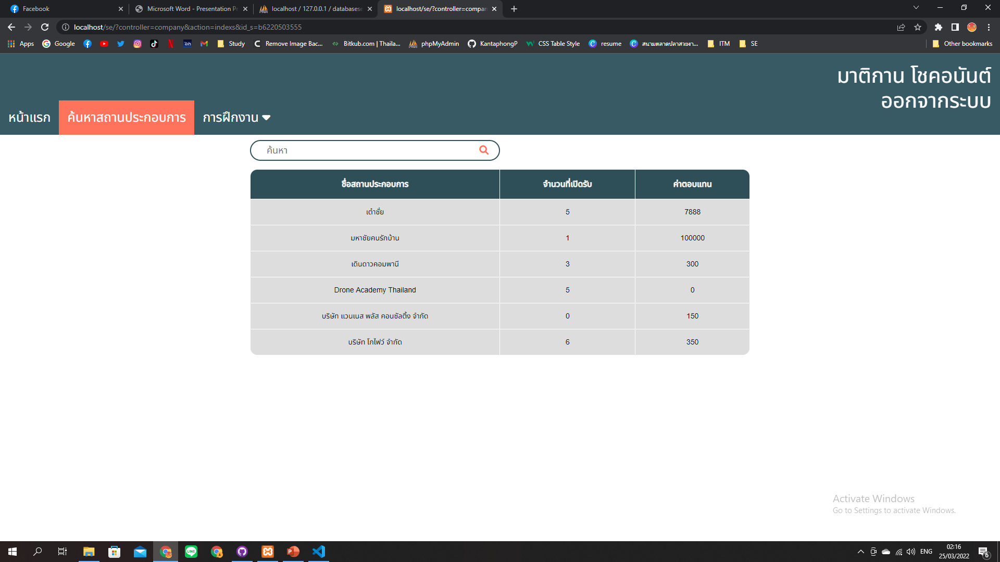 Facebook
Microsoft Word - Presentation Pr
localhost / 127.0.0.1 / databasese
localhost/se/?controller=compan
localhost/se/?controller=company&action=indexs&id_s=b6220503555
Apps
Google
Study
Remove Image Bac...
Bitkub.com | Thaila...
phpMyAdmin
KantaphongP
CSS Table Style
resume
สนามตลาดปลาสวยงา...
ITM
SE
Other bookmarks
มาติกาน โชคอนันต์
ออกจากระบบ
หน้าแรก
ค้นหาสถานประกอบการ
การฝึกงาน
ค้นหา
ชื่อสถานประกอบการ จำนวนที่เปิดรับ ค่าตอบแทน
เต๋าชั่ย 5 7888
มหาชัยคนรักบ้าน 1 100000
เดินดาวคอมพานี 3 300
Drone Academy Thailand 5 0
บริษัท แวนเนส พลัส คอนซัลติ้ง จำกัด 0 150
บริษัท โกไฟว์ จำกัด 6 350
Activate Windows
Go to Settings to activate Windows.
LINE
ENG
02:16
25/03/2022
6